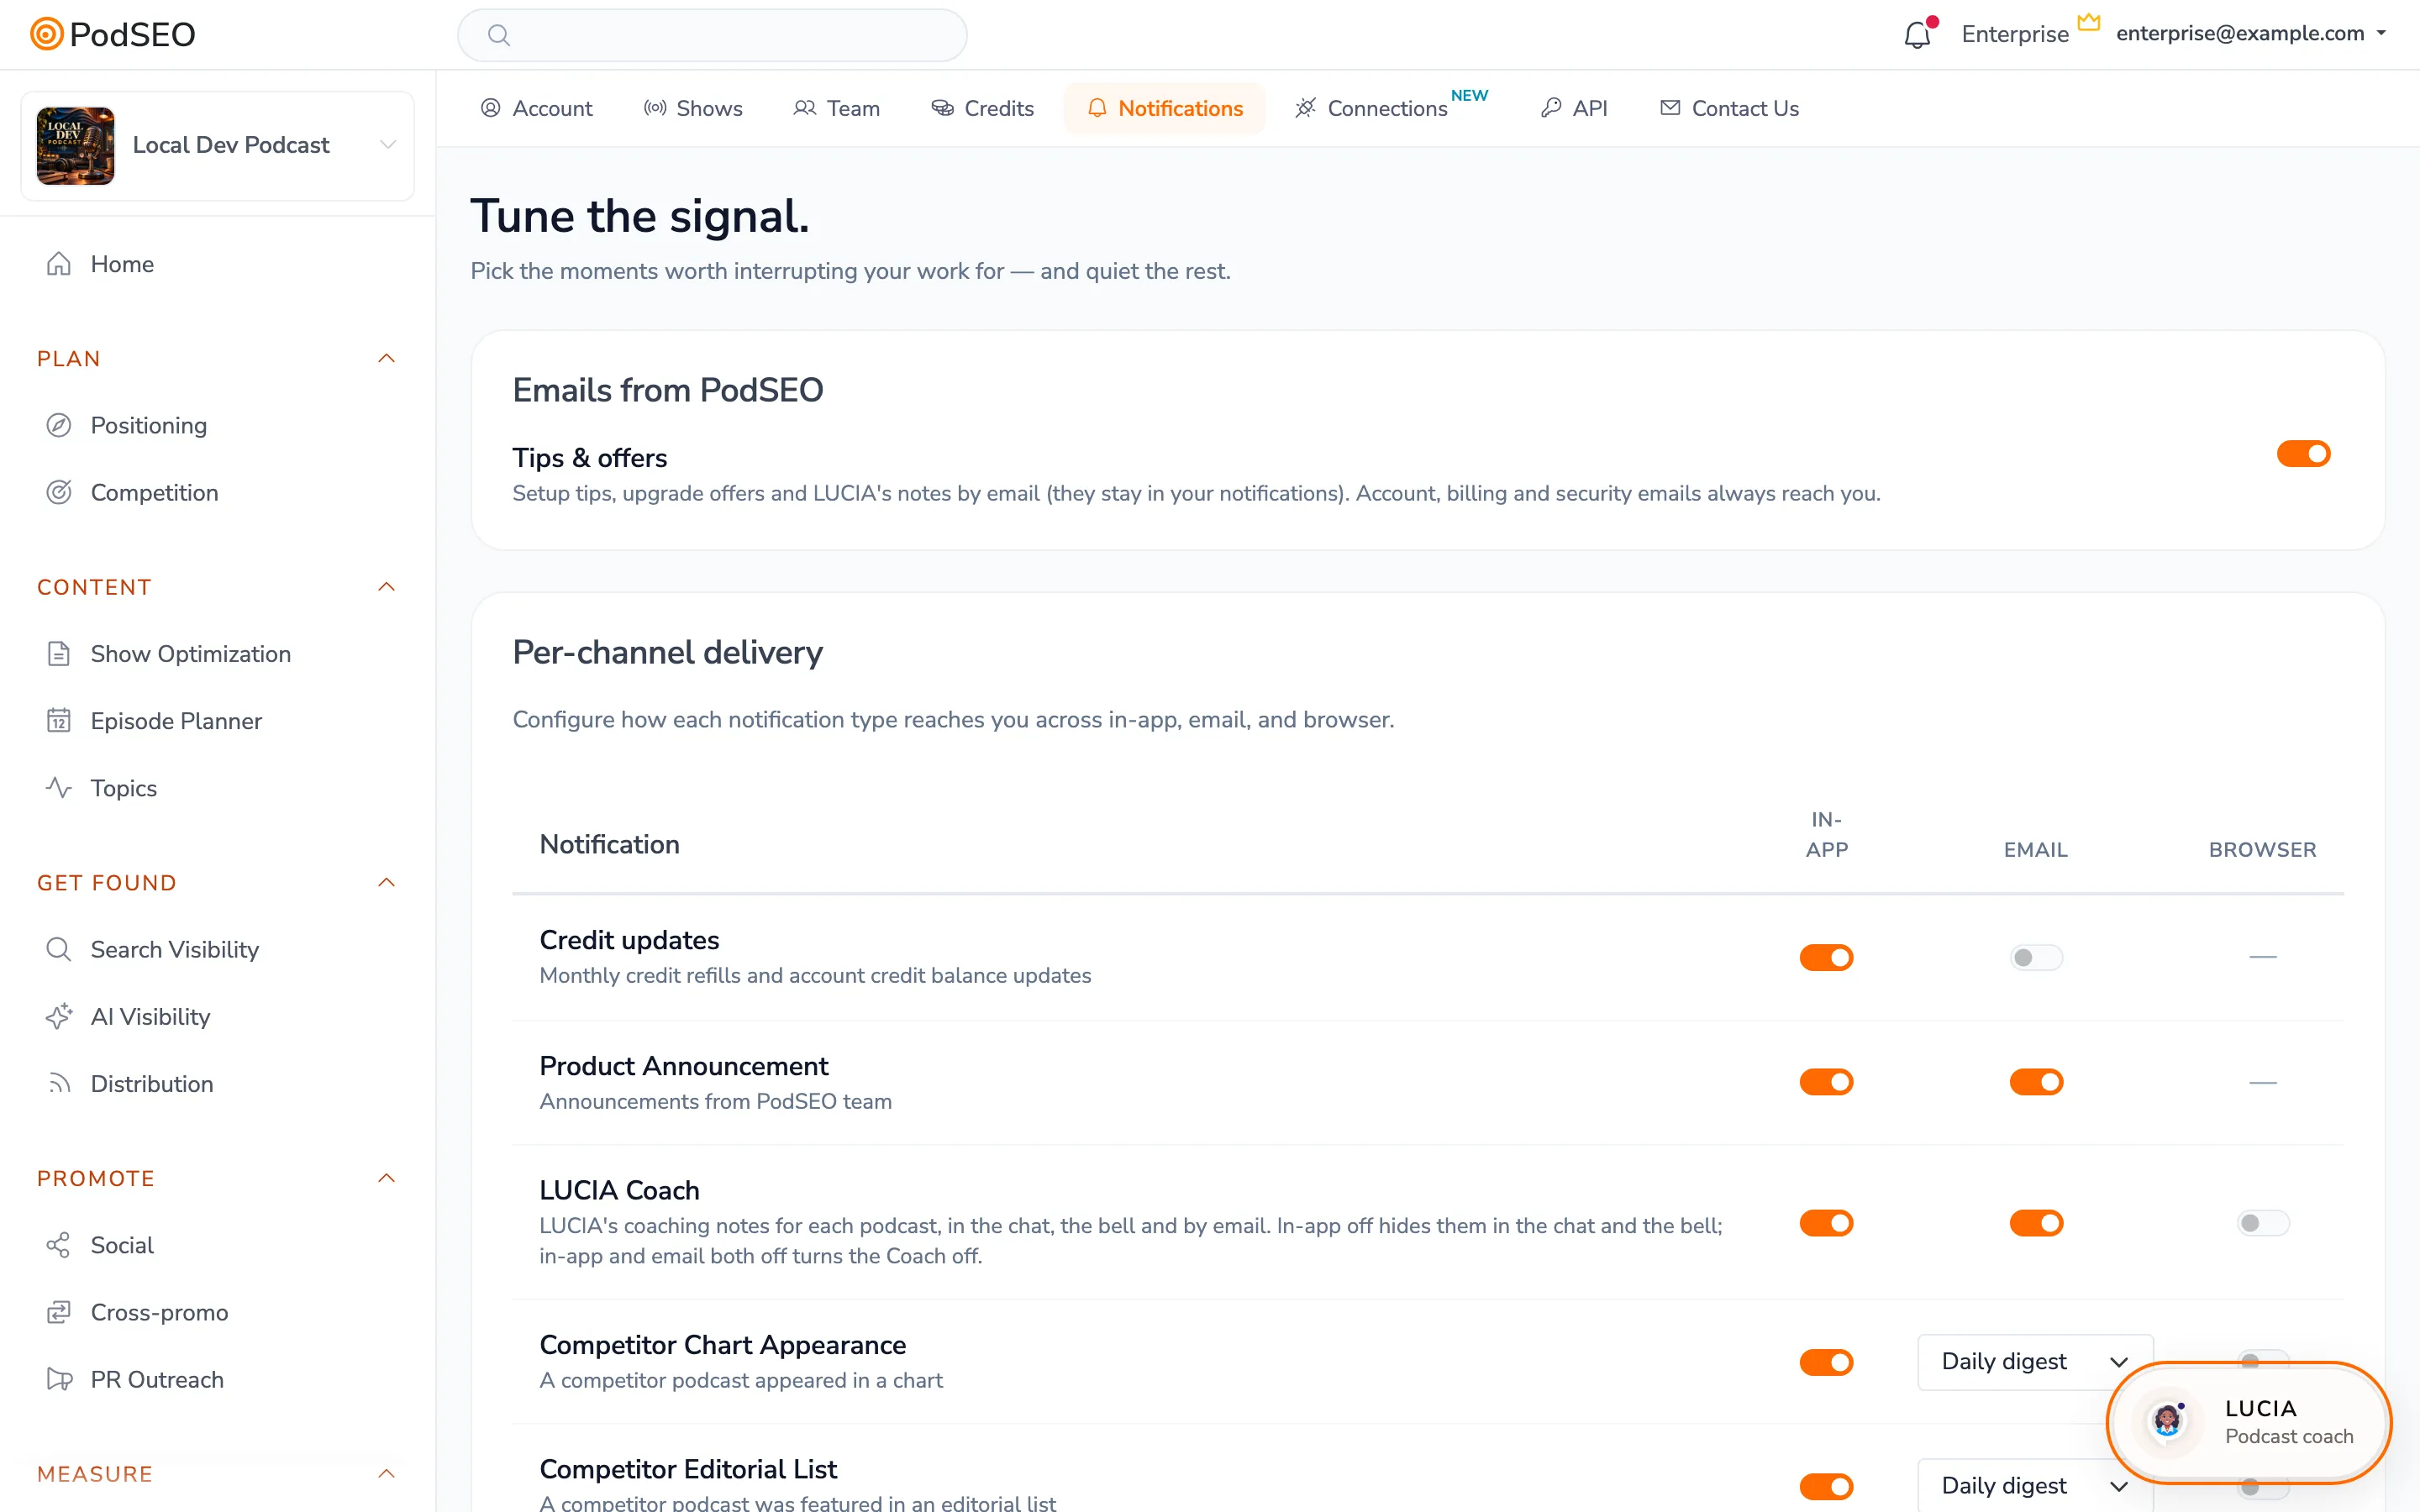 PodSEO
Enterprise
enterprise@example.com
LOCAL
DEV
PODCAST
Local Dev Podcast
Account
Shows
Team
Credits
Notifications
Connections
NEW
API
Contact Us
Home
PLAN
Positioning
Competition
CONTENT
Show Optimization
12
Episode Planner
Topics
GET FOUND
Search Visibility
AI Visibility
Distribution
PROMOTE
Social
Cross-promo
PR Outreach
MEASURE
Tune the signal.
Pick the moments worth interrupting your work for — and quiet the rest.
Emails from PodSEO
Tips & offers
Setup tips, upgrade offers and LUCIA's notes by email (they stay in your notifications). Account, billing and security emails always reach you.
Per-channel delivery
Configure how each notification type reaches you across in-app, email, and browser.
Notification
IN-
APP
EMAIL
BROWSER
Credit updates
Monthly credit refills and account credit balance updates
—
Product Announcement
Announcements from PodSEO team
—
LUCIA Coach
LUCIA's coaching notes for each podcast, in the chat, the bell and by email. In-app off hides them in the chat and the bell;
in-app and email both off turns the Coach off.
Competitor Chart Appearance
A competitor podcast appeared in a chart
Daily digest
Competitor Editorial List
A competitor podcast was featured in an editorial list
Daily digest
LUCIA
Podcast coach